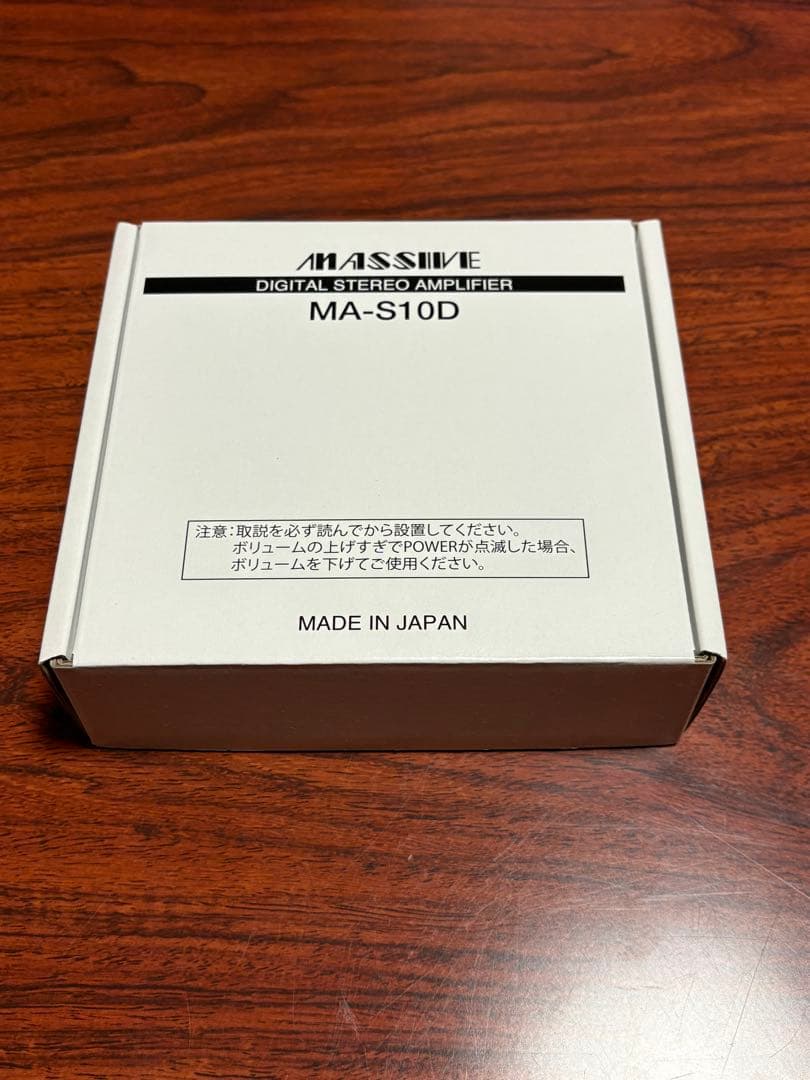 MASSIVE
DIGITAL STEREO AMPLIFIER
MA-S10D
注意：取説を必ず読んでから設置してください。
ボリュームの上げすぎでPOWERが点滅した場合、
ボリュームを下げてご使用ください。
MADE IN JAPAN